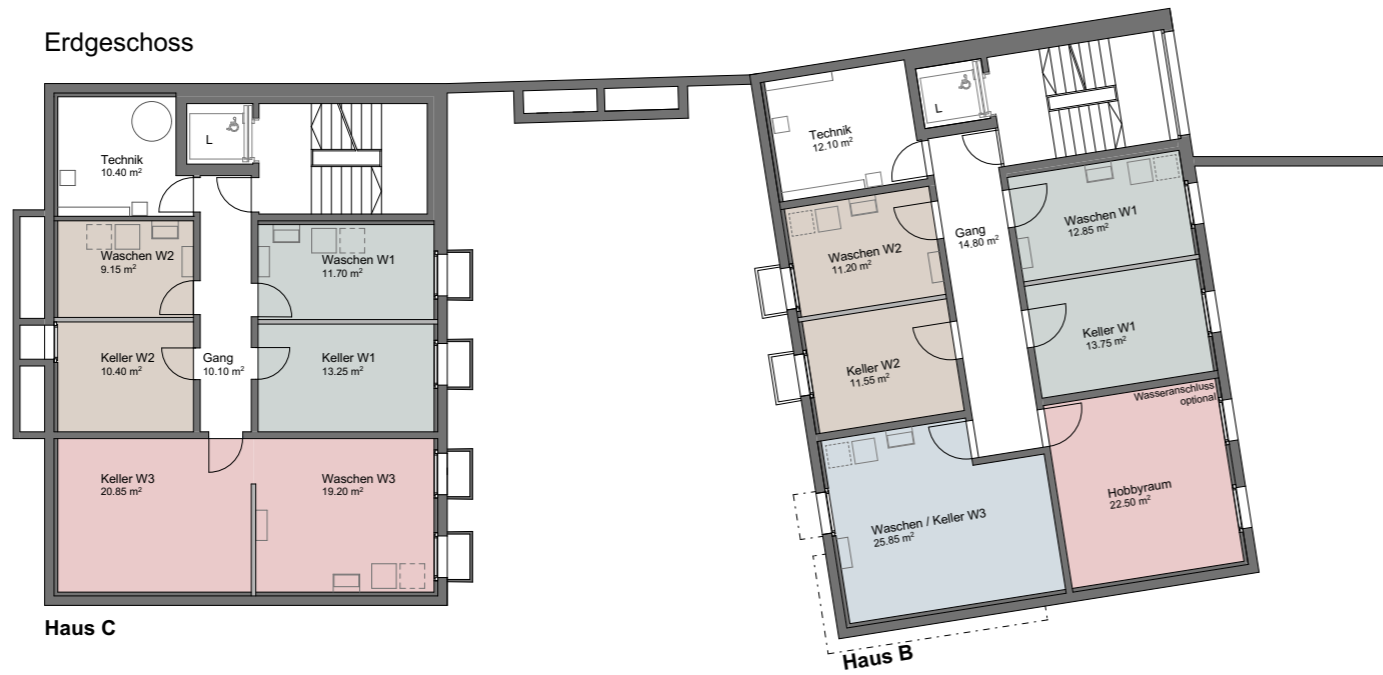 Erdgeschoss
Technik
10.40 m²
L
Waschen W2
9.15 m²
Waschen W1
11.70 m²
Keller W2
10.40 m²
Gang
10.10 m²
Keller W1
13.25 m²
Keller W3
20.85 m²
Waschen W3
19.20 m²
Haus C
Technik
12.10 m²
L
Waschen W2
11.20 m²
Gang
14.80 m²
Waschen W1
12.85 m²
Keller W2
11.55 m²
Keller W1
13.75 m²
Wasseranschluss
optional
Waschen / Keller W3
25.85 m²
Hobbyraum
22.50 m²
Haus B